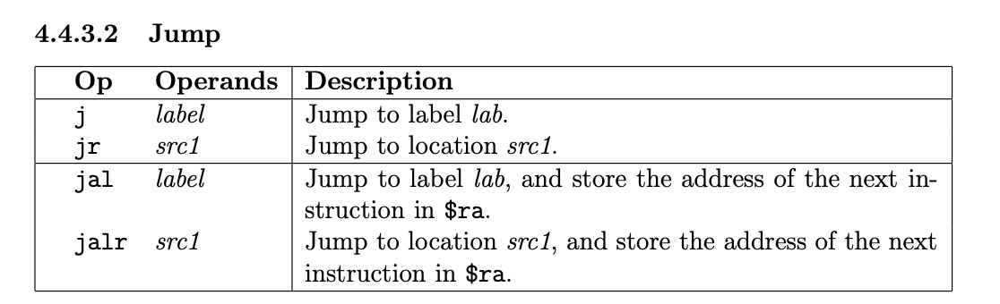 4.4.3.2 Jump
Op Operands Description
j label Jump to label lab.
jr src1 Jump to location src1.
jal label Jump to label lab, and store the address of the next in-
struction in $ra.
jalr src1 Jump to location src1, and store the address of the next
instruction in $ra.